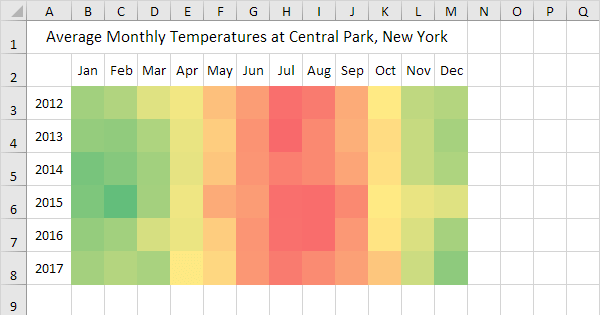 A B C D E F G H I J K L M N O P Q
1 Average Monthly Temperatures at Central Park, New York
2 Jan Feb Mar Apr May Jun Jul Aug Sep Oct Nov Dec
3 2012
4 2013
5 2014
6 2015
7 2016
8 2017
9